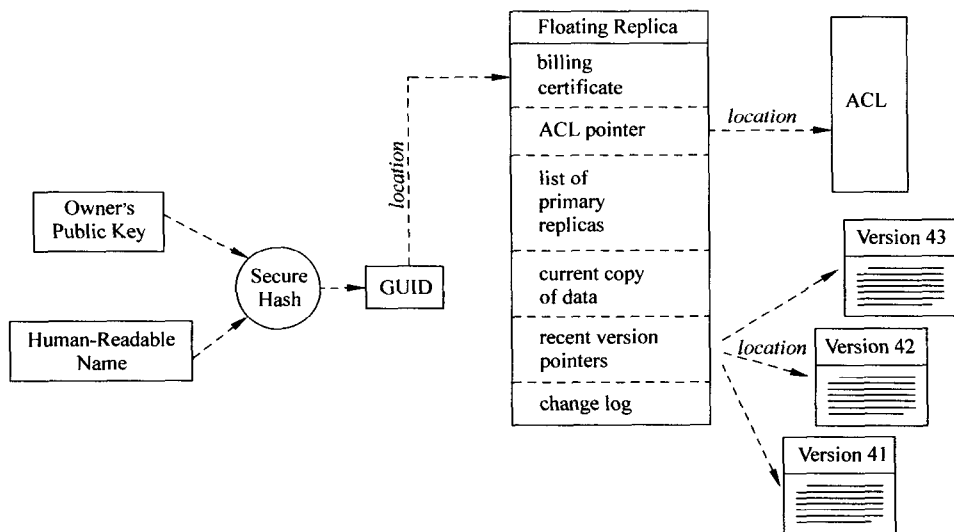 Floating Replica
billing
certificate
ACL pointer
list of
primary
replicas
current copy
of data
recent version
pointers
change log
location
ACL
location
Owner's
Public Key
Human-Readable
Name
Secure
Hash
GUID
location
Version 43
Version 42
Version 41